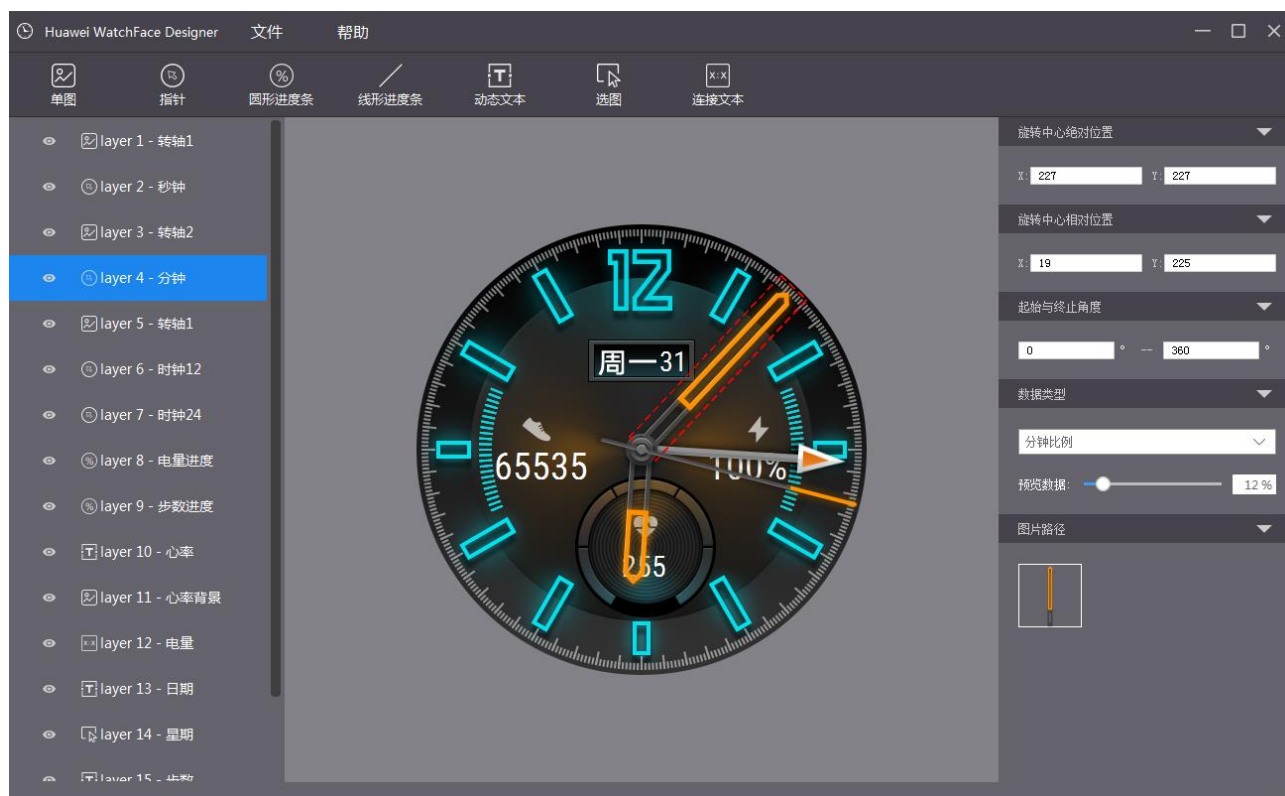 Huawei WatchFace Designer 文件 帮助
单图 指针 圆形进度条 线形进度条 动态文本 选图 连接文本
layer 1 - 转轴1
layer 2 - 秒钟
layer 3 - 转轴2
layer 4 - 分钟
layer 5 - 转轴1
layer 6 - 时钟12
layer 7 - 时钟24
layer 8 - 电量进度
layer 9 - 步数进度
layer 10 - 心率
layer 11 - 心率背景
layer 12 - 电量
layer 13 - 日期
layer 14 - 星期
layer 15 - 步数
12
周一31
65535
100%
255
旋转中心绝对位置
X: 227 Y: 227
旋转中心相对位置
X: 19 Y: 225
起始与终止角度
0 ° -- 360 °
数据类型
分钟比例
预览数据: 12 %
图片路径